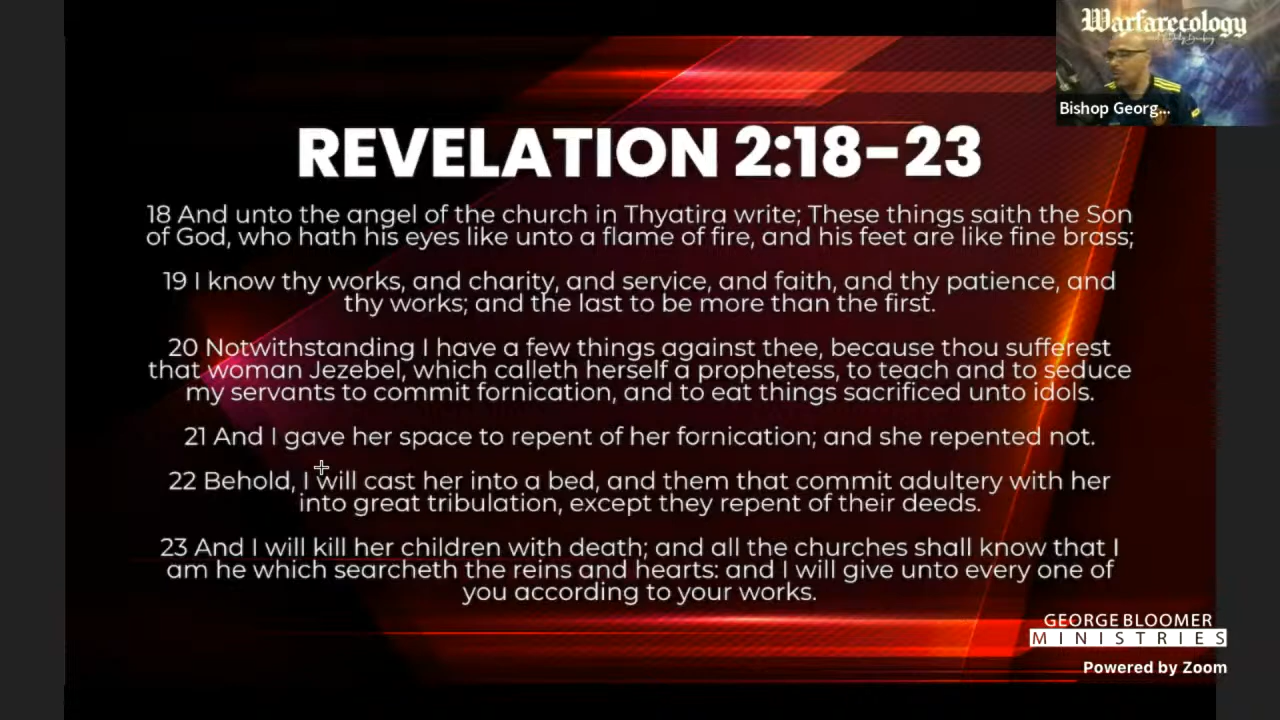 Warfarecology
Bishop Georg...
REVELATION 2:18-23
18 And unto the angel of the church in Thyatira write; These things saith the Son
of God, who hath his eyes like unto a flame of fire, and his feet are like fine brass;
19 I know thy works, and charity, and service, and faith, and thy patience, and
thy works; and the last to be more than the first.
20 Notwithstanding I have a few things against thee, because thou sufferest
that woman Jezebel, which calleth herself a prophetess, to teach and to seduce
my servants to commit fornication, and to eat things sacrificed unto idols.
21 And I gave her space to repent of her fornication; and she repented not.
22 Behold, I will cast her into a bed, and them that commit adultery with her
into great tribulation, except they repent of their deeds.
23 And I will kill her children with death; and all the churches shall know that I
am he which searcheth the reins and hearts: and I will give unto every one of
you according to your works.
GEORGE BLOOMER
MINISTRIES
Powered by Zoom